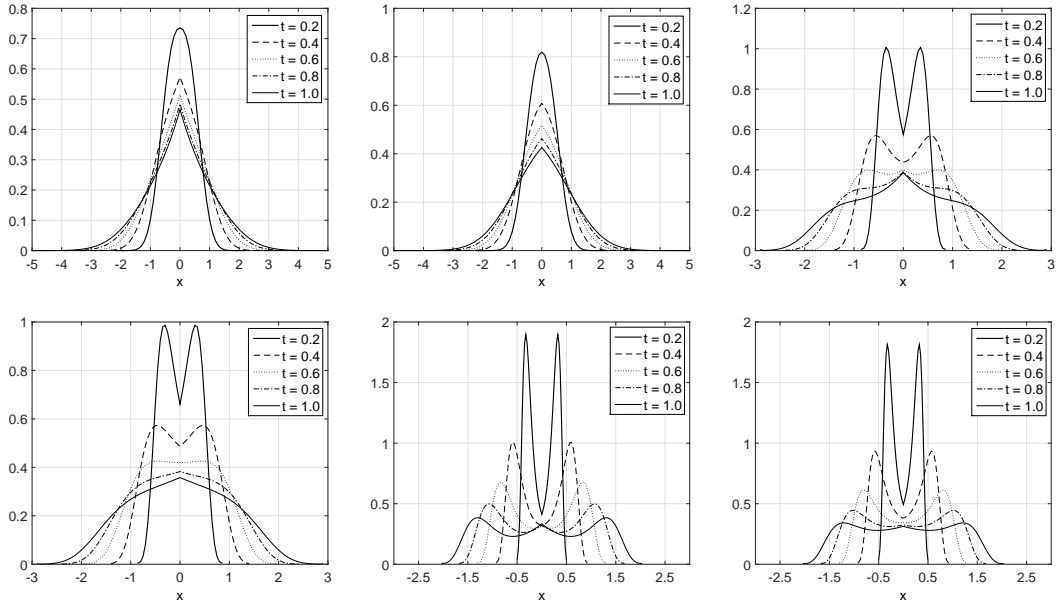 0.8
0.7
0.6
0.5
0.4
0.3
0.2
0.1
0
-5 -4 -3 -2 -1 0 1 2 3 4 5
x
t = 0.2
t = 0.4
t = 0.6
t = 0.8
t = 1.0
1
0.8
0.6
0.4
0.2
0
-5 -4 -3 -2 -1 0 1 2 3 4 5
x
t = 0.2
t = 0.4
t = 0.6
t = 0.8
t = 1.0
1.2
1
0.8
0.6
0.4
0.2
0
-3 -2 -1 0 1 2 3
x
t = 0.2
t = 0.4
t = 0.6
t = 0.8
t = 1.0
1
0.8
0.6
0.4
0.2
0
-3 -2 -1 0 1 2 3
x
t = 0.2
t = 0.4
t = 0.6
t = 0.8
t = 1.0
2
1.5
1
0.5
0
-2.5 -1.5 -0.5 0.5 1.5 2.5
x
t = 0.2
t = 0.4
t = 0.6
t = 0.8
t = 1.0
2
1.5
1
0.5
0
-2.5 -1.5 -0.5 0.5 1.5 2.5
x
t = 0.2
t = 0.4
t = 0.6
t = 0.8
t = 1.0